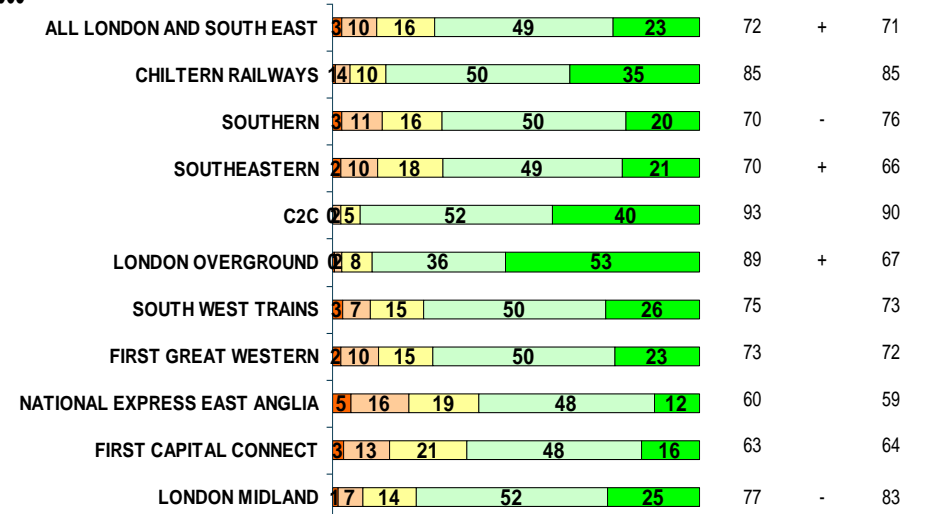 ALL LONDON AND SOUTH EAST 3 10 16 49 23 72 + 71
CHILTERN RAILWAYS 1 4 10 50 35 85 85
SOUTHERN 3 11 16 50 20 70 - 76
SOUTHEASTERN 2 10 18 49 21 70 + 66
C2C 0 2 5 52 40 93 90
LONDON OVERGROUND 0 2 8 36 53 89 + 67
SOUTH WEST TRAINS 3 7 15 50 26 75 73
FIRST GREAT WESTERN 2 10 15 50 23 73 72
NATIONAL EXPRESS EAST ANGLIA 5 16 19 48 12 60 59
FIRST CAPITAL CONNECT 3 13 21 48 16 63 64
LONDON MIDLAND 1 7 14 52 25 77 - 83